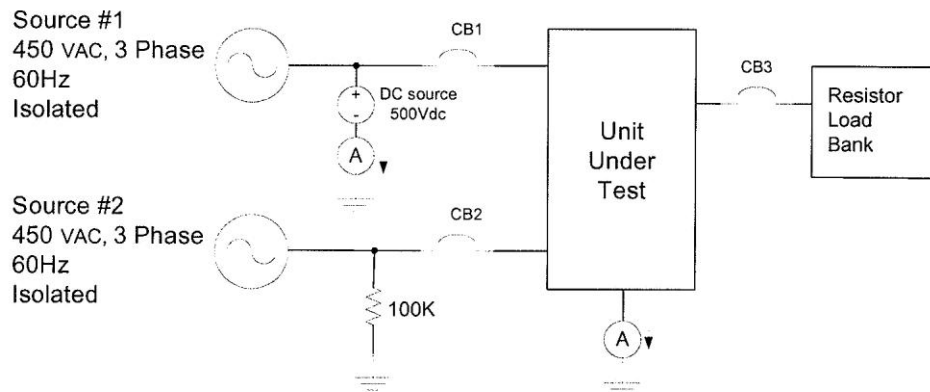 Source #1
450 VAC, 3 Phase
60Hz
Isolated
CB1
DC source
500Vdc
+
-
A
Unit
Under
Test
CB3
Resistor
Load
Bank
Source #2
450 VAC, 3 Phase
60Hz
Isolated
CB2
100K
A